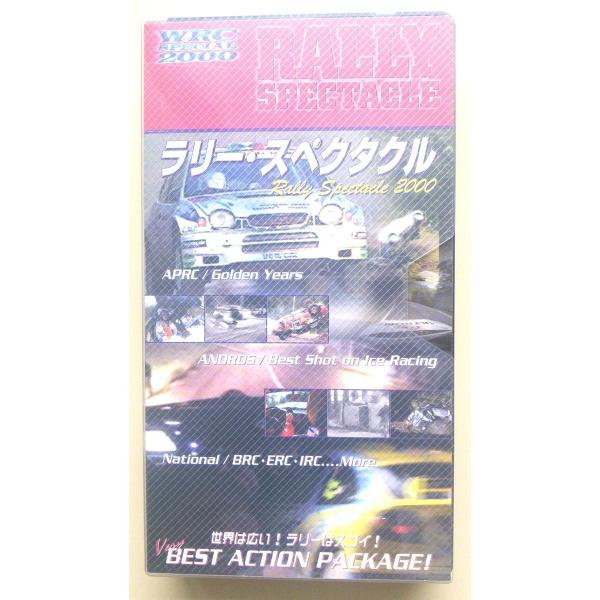 WRC
SPECIAL
2000
RALLY
SPECTACLE
ラリー・スペクタクル
Rally Spectacle 2000
APRC / Golden Years
ANDROS / Best Shot on Ice Racing
National / BRC・ERC・IRC....More
世界は広い！ラリーはスゴイ！
Very
BEST ACTION PACKAGE!